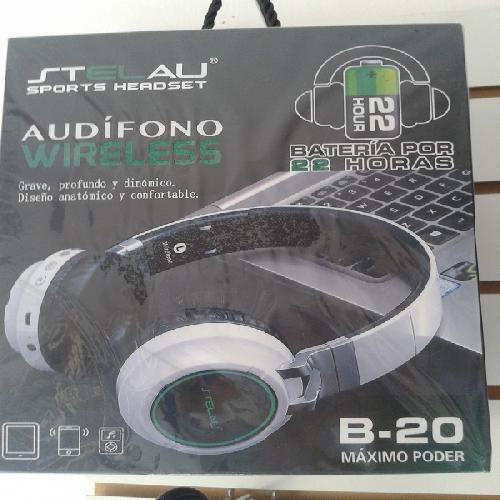 STELAU®
SPORTS HEADSET
AUDÍFONO
WIRELESS
Grave, profundo y dinámico.
Diseño anatómico y confortable.
22
HOUR
BATERÍA POR
22 HORAS
L
STELAU
B-20
MÁXIMO PODER